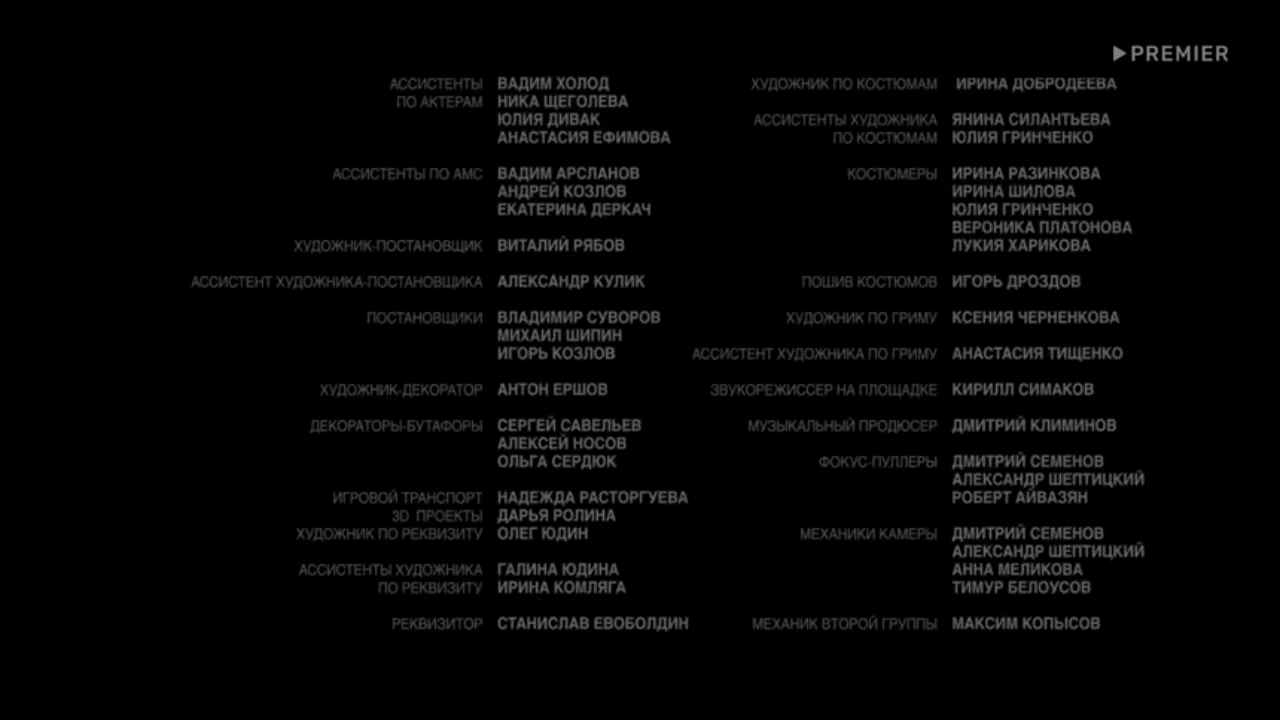 PREMIER
АССИСТЕНТЫ ВАДИМ ХОЛОД
ПО АКТЕРАМ НИКА ЩЕГОЛЕВА
ЮЛИЯ ДИВАК
АНАСТАСИЯ ЕФИМОВА
АССИСТЕНТЫ ПО АМС ВАДИМ АРСЛАНОВ
АНДРЕЙ КОЗЛОВ
ЕКАТЕРИНА ДЕРКАЧ
ХУДОЖНИК-ПОСТАНОВЩИК ВИТАЛИЙ РЯБОВ
АССИСТЕНТ ХУДОЖНИКА-ПОСТАНОВЩИКА АЛЕКСАНДР КУЛИК
ПОСТАНОВЩИКИ ВЛАДИМИР СУВОРОВ
МИХАИЛ ШИПИН
ИГОРЬ КОЗЛОВ
ХУДОЖНИК-ДЕКОРАТОР АНТОН ЕРШОВ
ДЕКОРАТОРЫ-БУТАФОРЫ СЕРГЕЙ САВЕЛЬЕВ
АЛЕКСЕЙ НОСОВ
ОЛЬГА СЕРДЮК
ИГРОВОЙ ТРАНСПОРТ НАДЕЖДА РАСТОРГУЕВА
3D ПРОЕКТЫ ДАРЬЯ РОЛИНА
ХУДОЖНИК ПО РЕКВИЗИТУ ОЛЕГ ЮДИН
АССИСТЕНТЫ ХУДОЖНИКА ГАЛИНА ЮДИНА
ПО РЕКВИЗИТУ ИРИНА КОМЛЯГА
РЕКВИЗИТОР СТАНИСЛАВ ЕВОБОЛДИН
ХУДОЖНИК ПО КОСТЮМАМ ИРИНА ДОБРОДЕЕВА
АССИСТЕНТЫ ХУДОЖНИКА ЯНИНА СИЛАНТЬЕВА
ПО КОСТЮМАМ ЮЛИЯ ГРИНЧЕНКО
КОСТЮМЕРЫ ИРИНА РАЗИНКОВА
ИРИНА ШИЛОВА
ЮЛИЯ ГРИНЧЕНКО
ВЕРОНИКА ПЛАТОНОВА
ЛУКИЯ ХАРИКОВА
ПОШИВ КОСТЮМОВ ИГОРЬ ДРОЗДОВ
ХУДОЖНИК ПО ГРИМУ КСЕНИЯ ЧЕРНЕНКОВА
АССИСТЕНТ ХУДОЖНИКА ПО ГРИМУ АНАСТАСИЯ ТИЩЕНКО
ЗВУКОРЕЖИССЕР НА ПЛОЩАДКЕ КИРИЛЛ СИМАКОВ
МУЗЫКАЛЬНЫЙ ПРОДЮСЕР ДМИТРИЙ КЛИМИНОВ
ФОКУС-ПУЛЛЕРЫ ДМИТРИЙ СЕМЕНОВ
АЛЕКСАНДР ШЕПТИЦКИЙ
РОБЕРТ АЙВАЗЯН
МЕХАНИКИ КАМЕРЫ ДМИТРИЙ СЕМЕНОВ
АЛЕКСАНДР ШЕПТИЦКИЙ
АННА МЕЛИКОВА
ТИМУР БЕЛОУСОВ
МЕХАНИК ВТОРОЙ ГРУППЫ МАКСИМ КОПЫСОВ